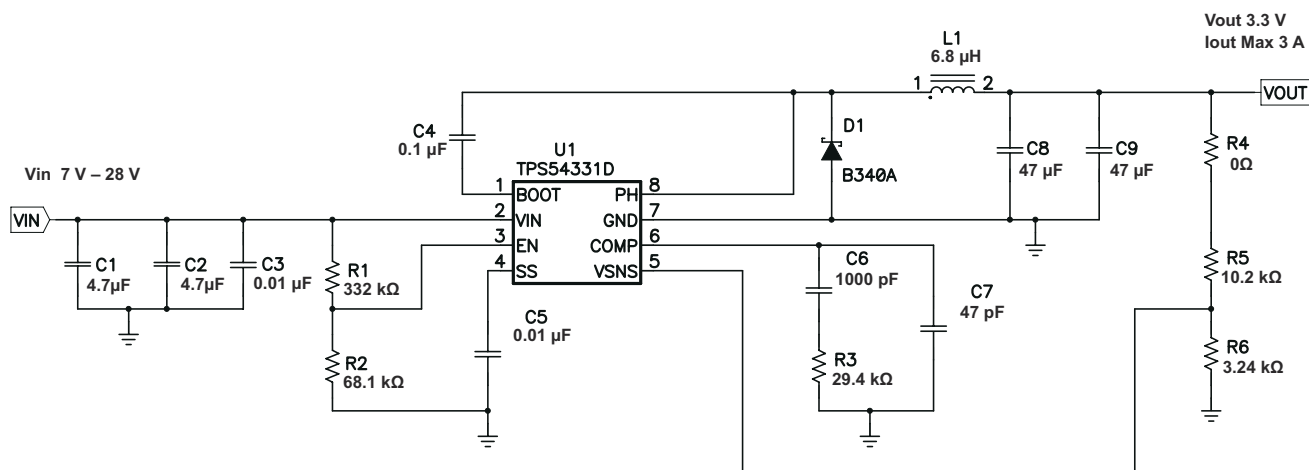 Vout 3.3 V
Iout Max 3 A
L1
6.8 µH
1 2
VOUT
C4
0.1 µF
D1
B340A
C8
47 µF
C9
47 µF
R4
0Ω
U1
TPS54331D
Vin 7 V – 28 V
VIN
1 BOOT PH 8
2 VIN GND 7
3 EN COMP 6
4 SS VSNS 5
C1
4.7µF
C2
4.7µF
C3
0.01 µF
R1
332 kΩ
R2
68.1 kΩ
C5
0.01 µF
C6
1000 pF
C7
47 pF
R3
29.4 kΩ
R5
10.2 kΩ
R6
3.24 kΩ